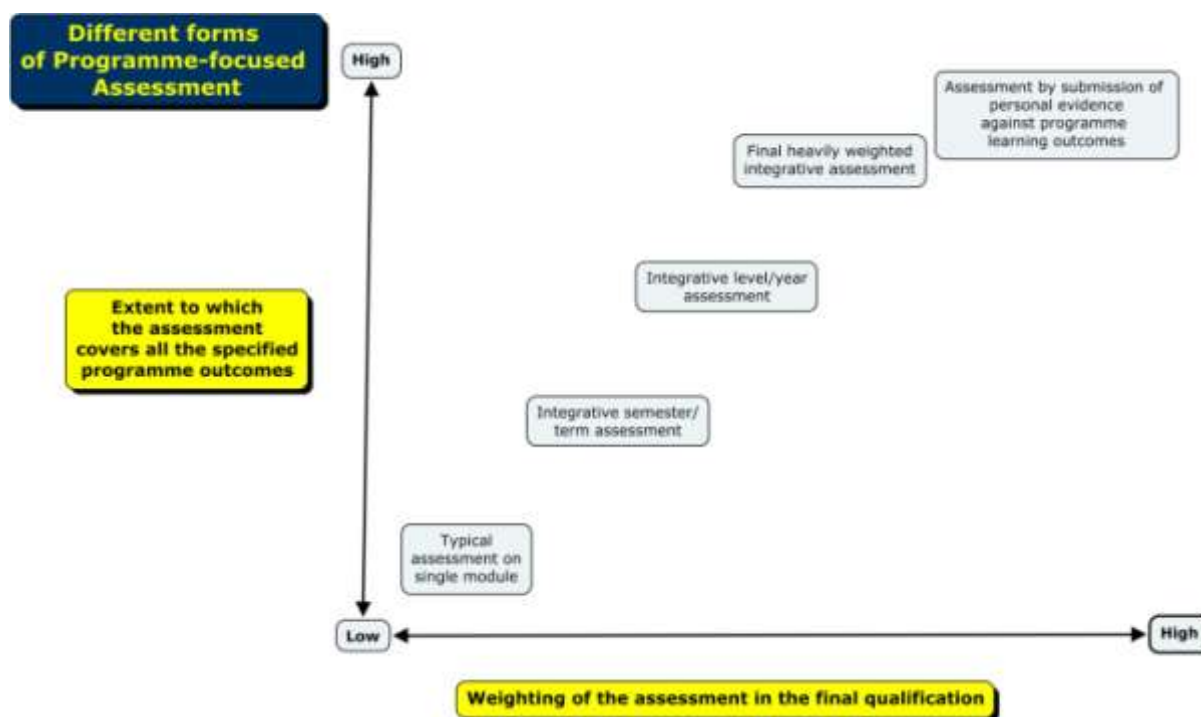 Different forms
of Programme-focused
Assessment
High
Assessment by submission of
personal evidence
against programme
learning outcomes
Final heavily weighted
integrative assessment
Integrative level/year
assessment
Extent to which
the assessment
covers all the specified
programme outcomes
Integrative semester/
term assessment
Typical
assessment on
single module
Low
High
Weighting of the assessment in the final qualification